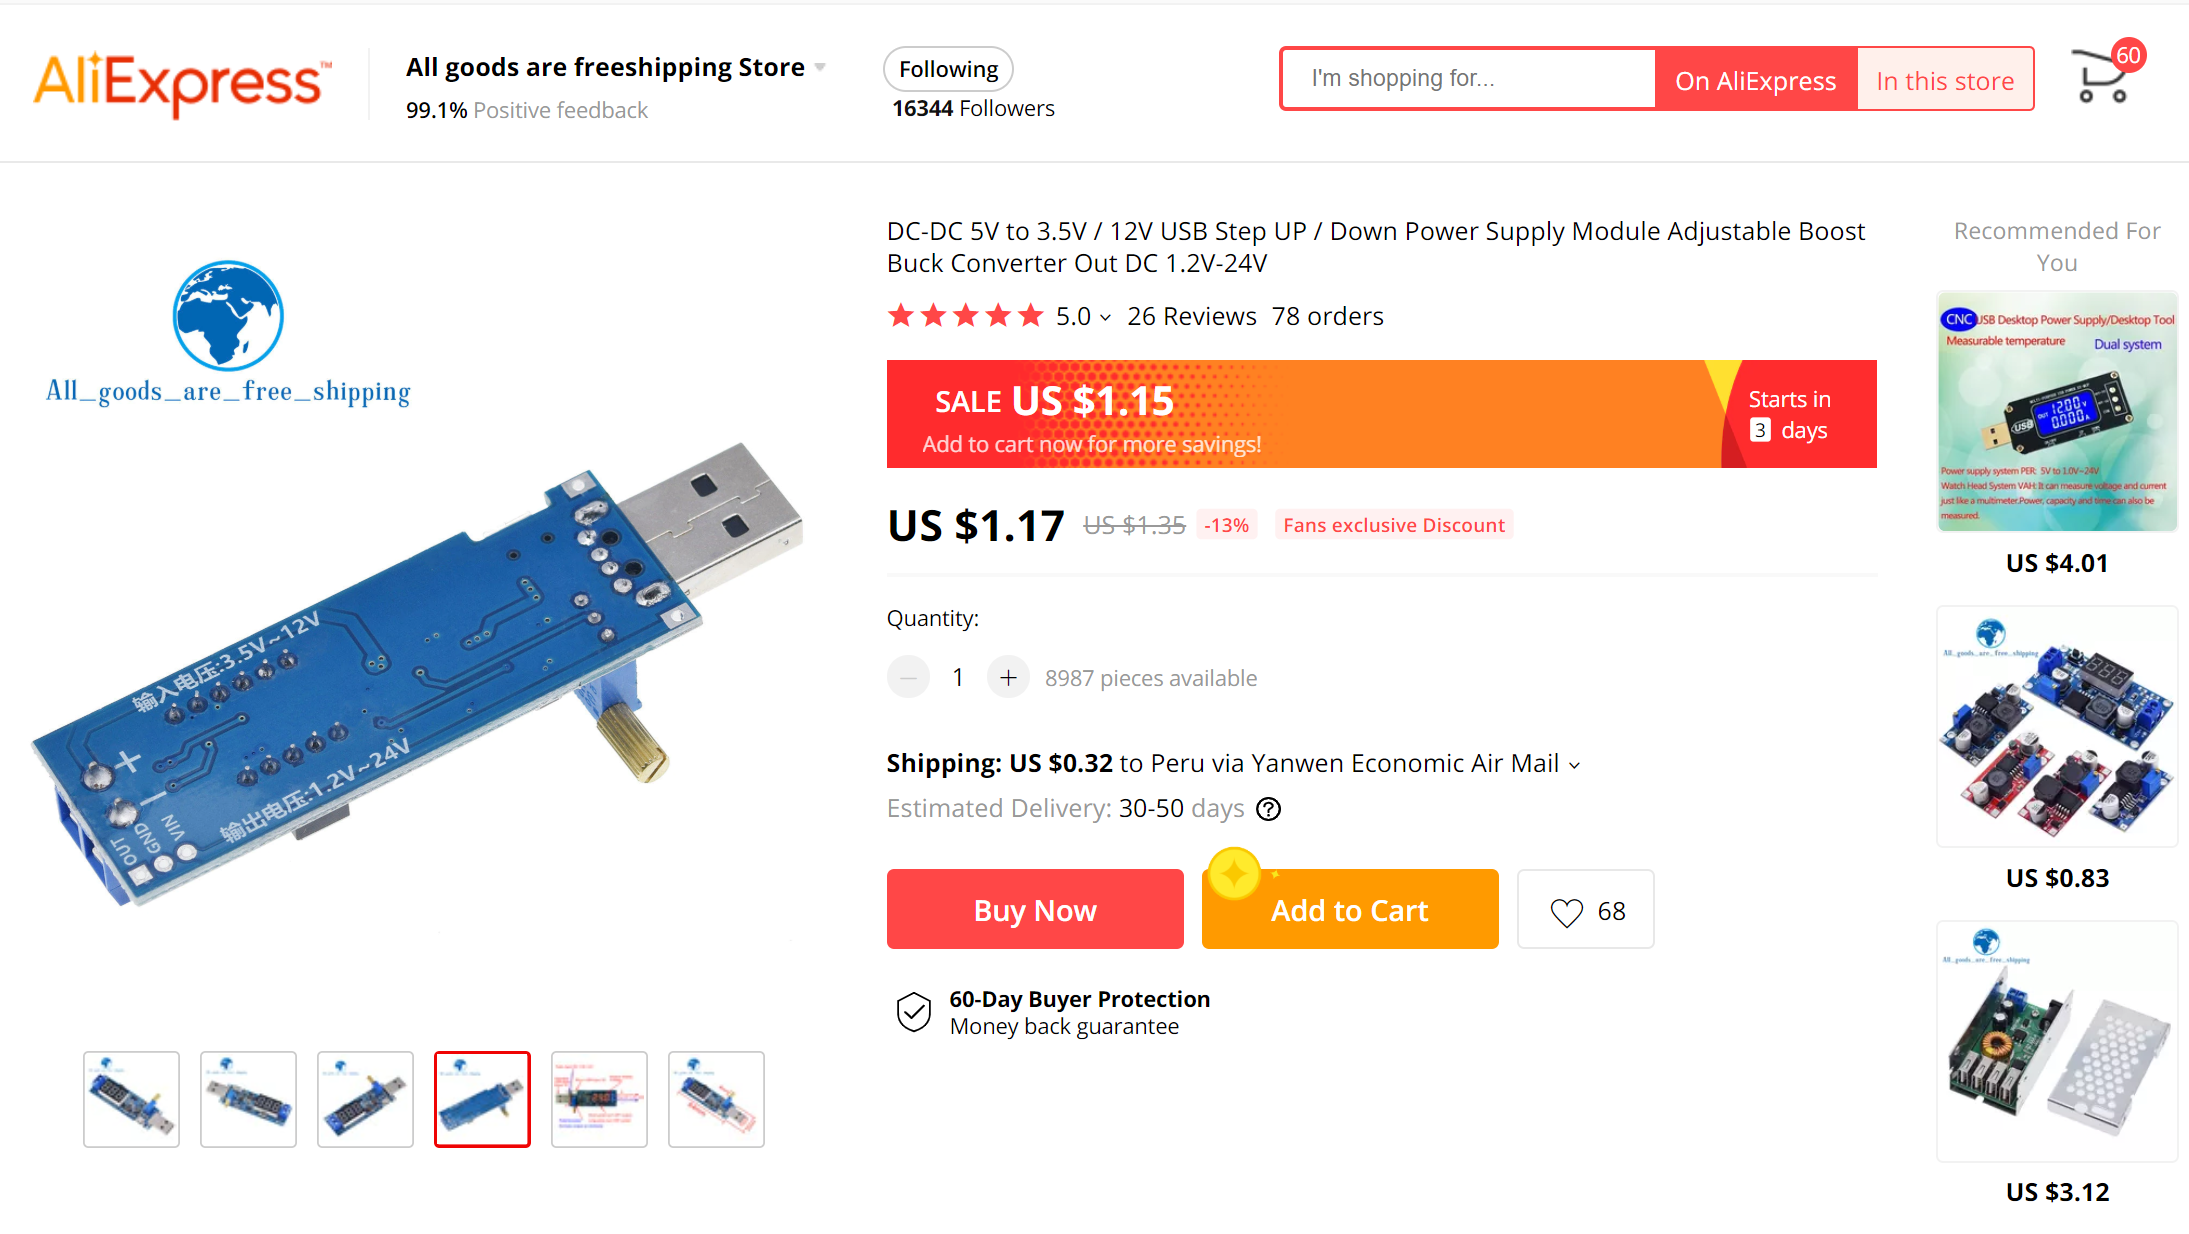 AliExpress™
All goods are freeshipping Store
99.1% Positive feedback
Following
16344 Followers
I'm shopping for...
On AliExpress
In this store
60
All_goods_are_free_shipping
输入电压:3.5V~12V
输出电压:1.2V~24V
+
−
OUT
GND
VIN
DC-DC 5V to 3.5V / 12V USB Step UP / Down Power Supply Module Adjustable Boost
Buck Converter Out DC 1.2V-24V
5.0 26 Reviews 78 orders
SALE US $1.15
Add to cart now for more savings!
Starts in
3 days
US $1.17 US $1.35 -13% Fans exclusive Discount
Quantity:
− 1 + 8987 pieces available
Shipping: US $0.32 to Peru via Yanwen Economic Air Mail
Estimated Delivery: 30-50 days ?
Buy Now
Add to Cart
68
60-Day Buyer Protection
Money back guarantee
Recommended For
You
CNC USB Desktop Power Supply/Desktop Tool
Measurable temperature
Dual system
OUT 12.00 V
0.000 A
USB
Power supply system PER: 5V to 1.0V~24V
Watch Head System VAH: It can measure voltage and current
just like a multimeter.Power, capacity and time can also be
measured.
US $4.01
All_goods_are_free_shipping
US $0.83
All_goods_are_free_shipping
US $3.12